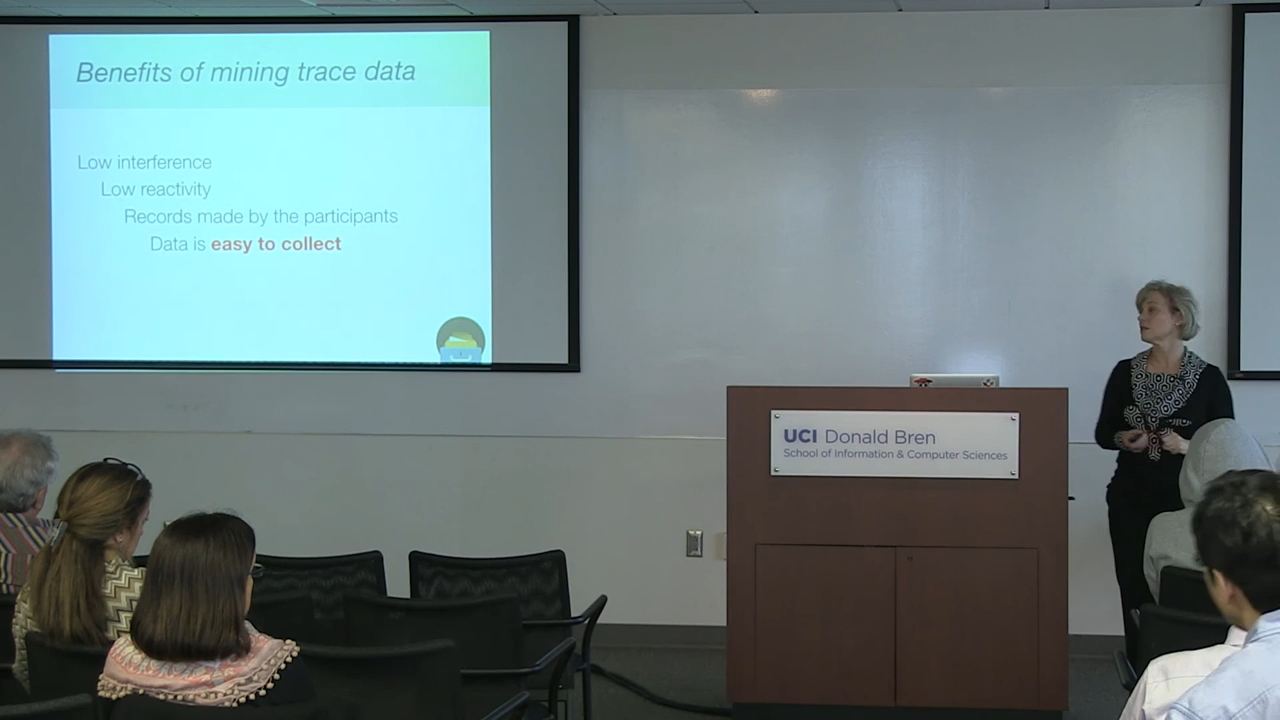 Benefits of mining trace data
Low interference
Low reactivity
Records made by the participants
Data is easy to collect
UCI Donald Bren
School of Information & Computer Sciences